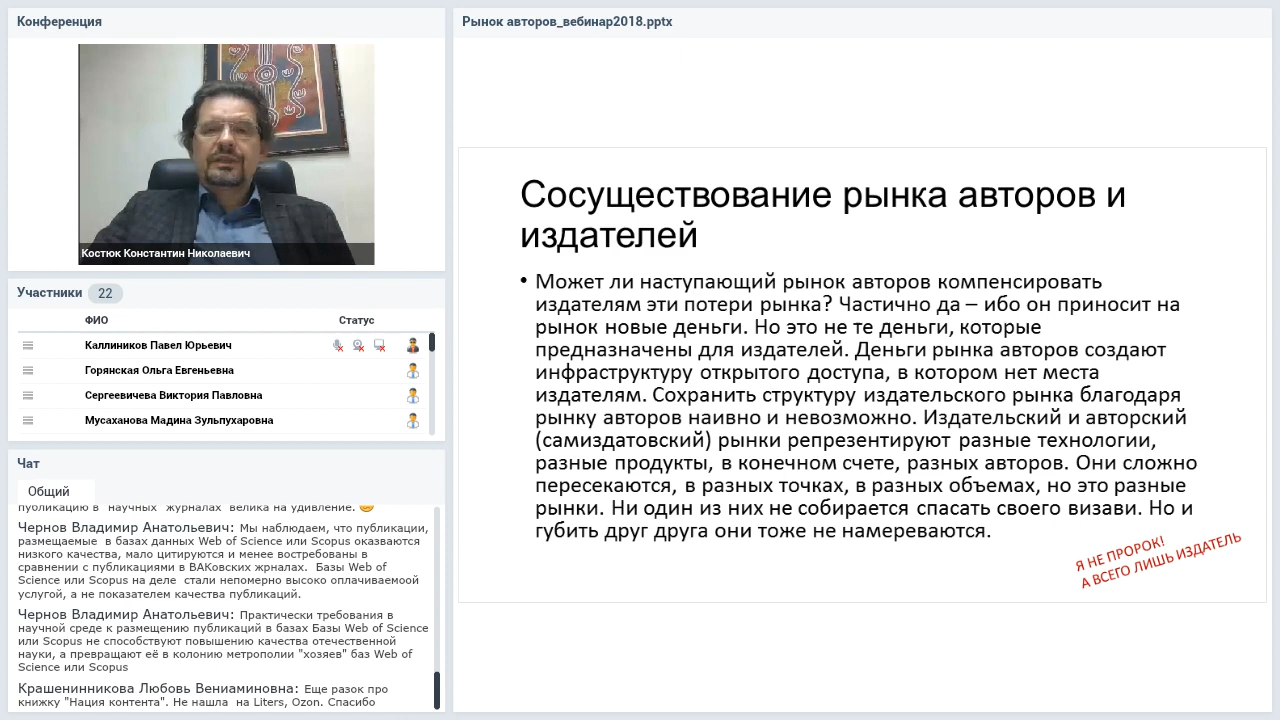 Конференция
Костюк Константин Николаевич
Участники 22
ФИО Статус
Каллиников Павел Юрьевич
Горянская Ольга Евгеньевна
Сергеевичева Виктория Павловна
Мусаханова Мадина Зульпухаровна
Чат
Общий
публикацию в "научных" журналах" велика на удивление.
Чернов Владимир Анатольевич: Мы наблюдаем, что публикации,
размещаемые в базах данных Web of Science или Scopus оказваются
низкого качества, мало цитируются и менее востребованы в
сравнении с публикациями в ВАКовских жрналах. Базы Web of
Science или Scopus на деле стали непомерно высоко оплачиваемоой
услугой, а не показателем качества публикаций.
Чернов Владимир Анатольевич: Практически требования в
научной среде к размещению публикаций в базах Базы Web of Science
или Scopus не способствуют повышению качества отечественной
науки, а превращают её в колонию метрополии "хозяев" баз Web of
Science или Scopus
Крашенинникова Любовь Вениаминовна: Еще разок про
книжку "Нация контента". Не нашла на Liters, Ozon. Спасибо
Рынок авторов_вебинар2018.pptx
Сосуществование рынка авторов и
издателей
• Может ли наступающий рынок авторов компенсировать
издателям эти потери рынка? Частично да – ибо он приносит на
рынок новые деньги. Но это не те деньги, которые
предназначены для издателей. Деньги рынка авторов создают
инфраструктуру открытого доступа, в котором нет места
издателям. Сохранить структуру издательского рынка благодаря
рынку авторов наивно и невозможно. Издательский и авторский
(самиздатовский) рынки репрезентируют разные технологии,
разные продукты, в конечном счете, разных авторов. Они сложно
пересекаются, в разных точках, в разных объемах, но это разные
рынки. Ни один из них не собирается спасать своего визави. Но и
губить друг друга они тоже не намереваются.
Я НЕ ПРОРОК!
А ВСЕГО ЛИШЬ ИЗДАТЕЛЬ